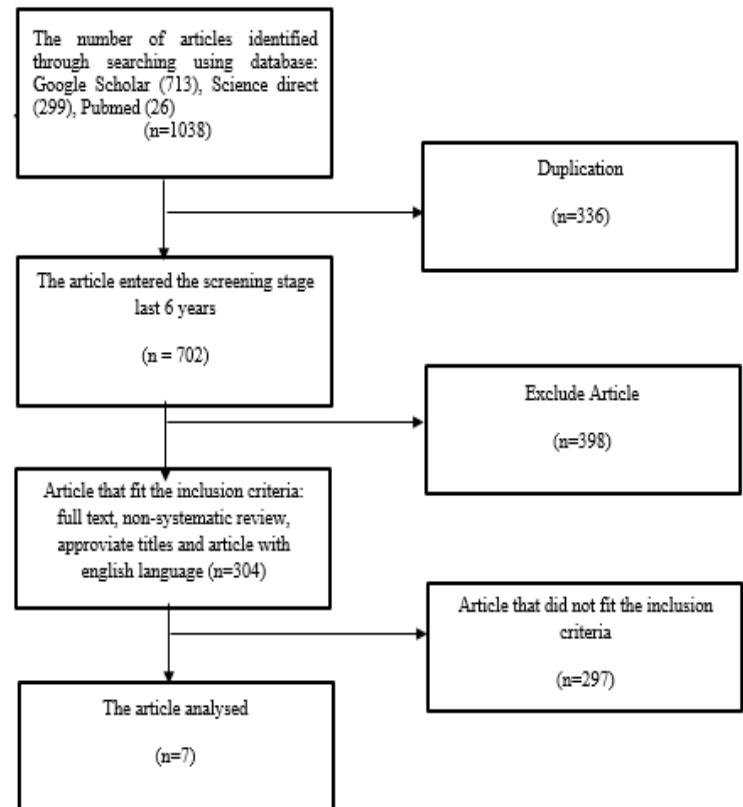 The number of articles identified
through searching using database:
Google Scholar (713), Science direct
(299), Pubmed (26)
(n=1038)
Duplication
(n=336)
The article entered the screening stage
last 6 years
(n = 702)
Exclude Article
(n=398)
Article that fit the inclusion criteria:
full text, non-systematic review,
approviate titles and article with
english language (n=304)
Article that did not fit the inclusion
criteria
(n=297)
The article analysed
(n=7)